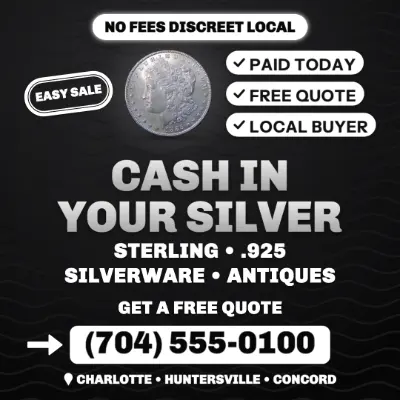 NO FEES DISCREET LOCAL
EASY SALE
PAID TODAY
FREE QUOTE
LOCAL BUYER
CASH IN
YOUR SILVER
STERLING • .925
SILVERWARE • ANTIQUES
GET A FREE QUOTE
(704) 555-0100
CHARLOTTE • HUNTERSVILLE • CONCORD